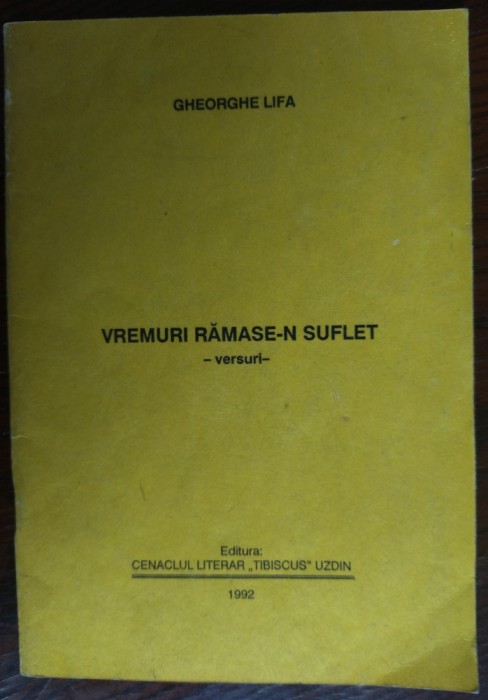 GHEORGHE LIFA
VREMURI RĂMASE-N SUFLET
– versuri–
Editura:
CENACLUL LITERAR „TIBISCUS" UZDIN
1992